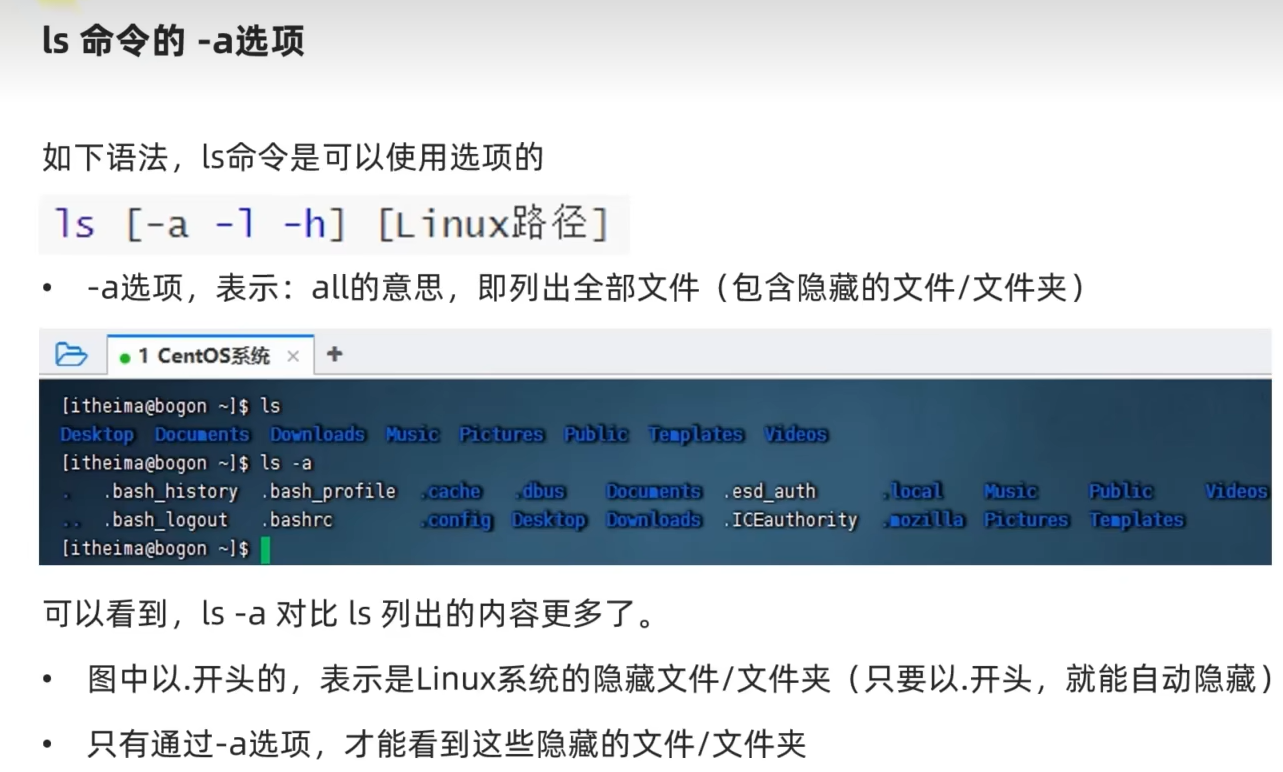 ls 命令的 -a选项
如下语法，ls命令是可以使用选项的
ls [-a -l -h] [Linux路径]
• -a选项，表示：all的意思，即列出全部文件（包含隐藏的文件/文件夹）
1 CentOS系统 × +
[itheima@bogon ~]$ ls
Desktop Documents Downloads Music Pictures Public Templates Videos
[itheima@bogon ~]$ ls -a
. .bash_history .bash_profile .cache .dbus Documents .esd_auth .local Music Public Videos
.. .bash_logout .bashrc .config Desktop Downloads .ICEauthority .mozilla Pictures Templates
[itheima@bogon ~]$
可以看到，ls -a 对比 ls 列出的内容更多了。
• 图中以.开头的，表示是Linux系统的隐藏文件/文件夹（只要以.开头，就能自动隐藏）
• 只有通过-a选项，才能看到这些隐藏的文件/文件夹